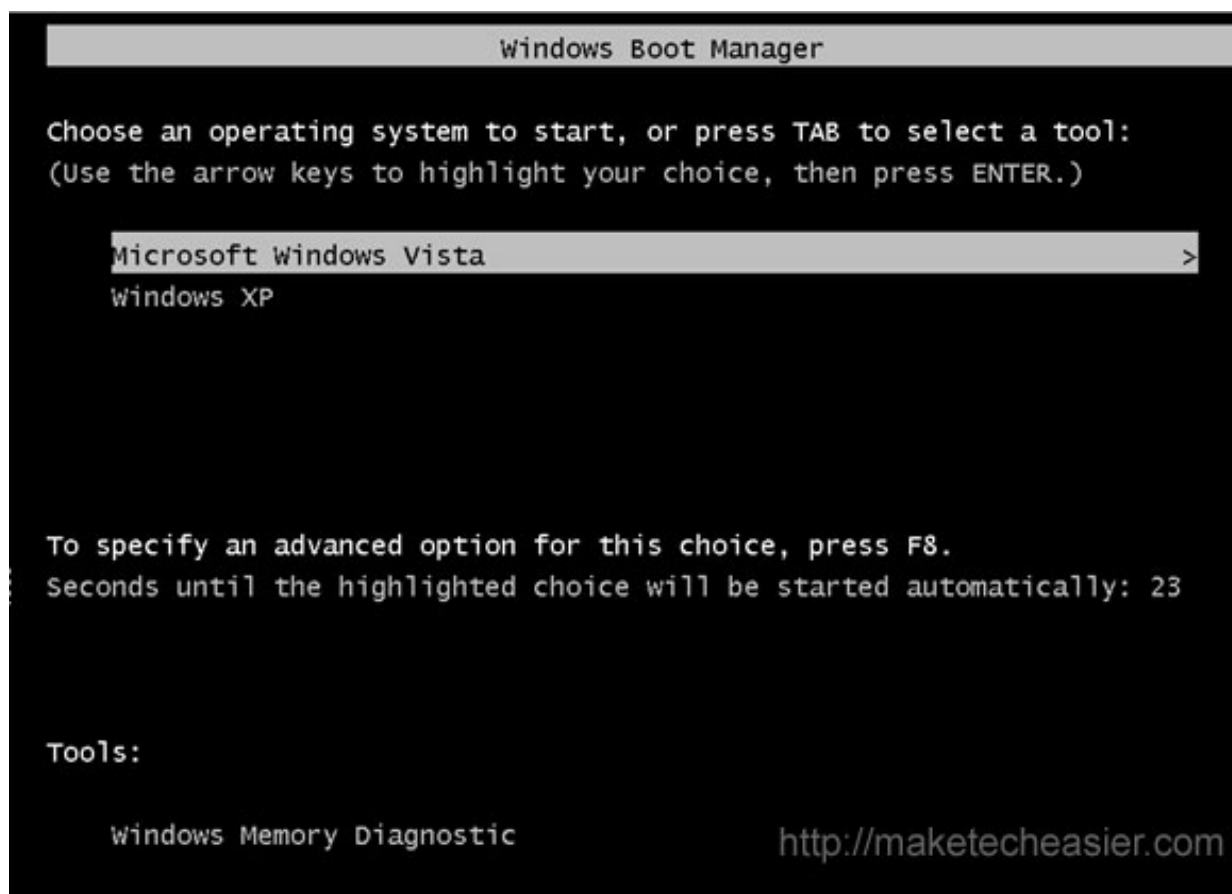 Windows Boot Manager
Choose an operating system to start, or press TAB to select a tool:
(Use the arrow keys to highlight your choice, then press ENTER.)
Microsoft Windows Vista >
Windows XP
To specify an advanced option for this choice, press F8.
Seconds until the highlighted choice will be started automatically: 23
Tools:
Windows Memory Diagnostic
http://maketecheasier.com